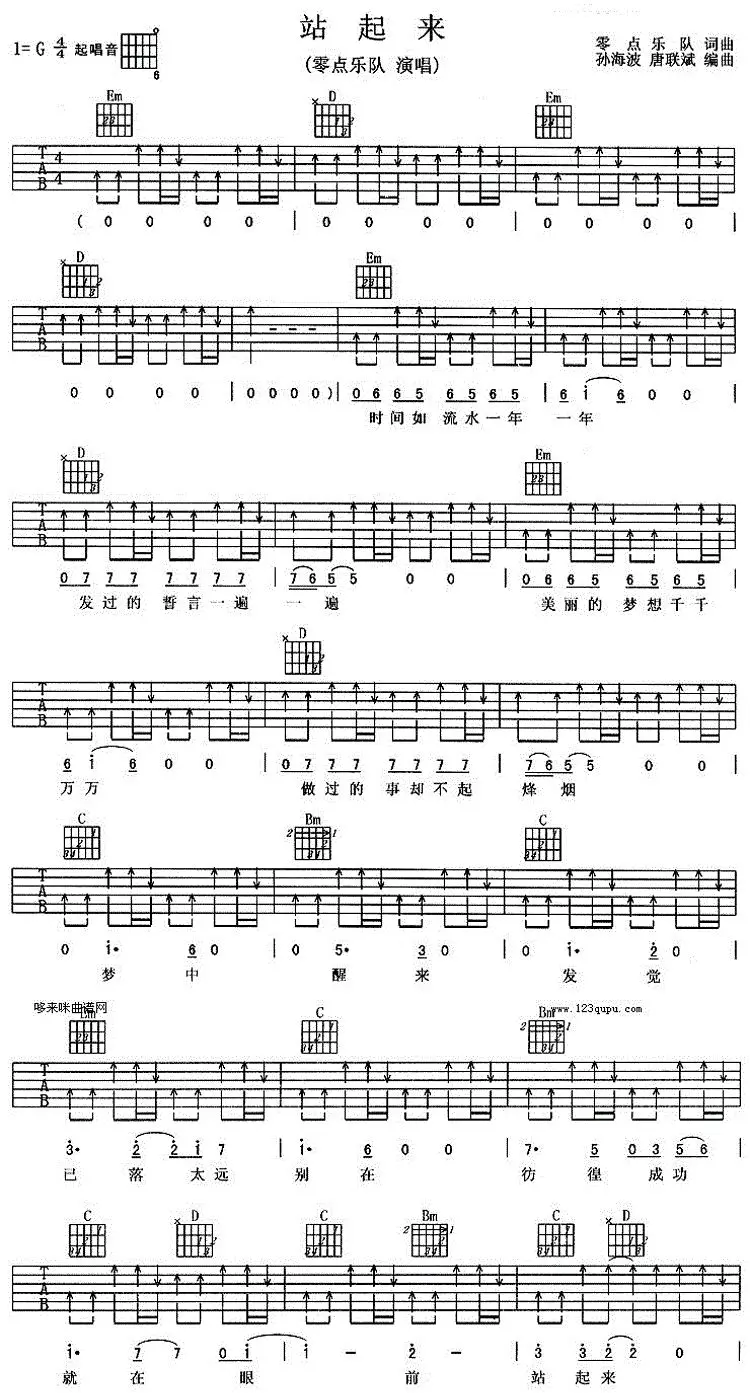 站起来
1=G 4/4 起唱音
6
(零点乐队 演唱)
零点乐队 词曲
孙海波 唐联斌 编曲
Em D Em
T A B 4 4
( 0 0 0 0 | 0 0 0 0 | 0 0 0 0 |
D Em
T A B
0 0 0 0 | 0 0 0 0 ) | 0 6 6 5 6 5 6 5 | 6 i 6 0 0 |
时间如 流水一年 一年
D Em
T A B
0 7 7 7 7 7 7 7 | 7 6 5 5 0 0 | 0 6 6 5 6 5 6 5 |
发过的 誓言一遍 一遍 美丽的 梦想千千
D
T A B
6 i 6 0 0 | 0 7 7 7 7 7 7 7 | 7 6 5 5 0 0 |
万万 做过的 事却不起 烽烟
C Bm C
T A B
0 i· 6 0 | 0 5· 3 0 | 0 i· 2 0 |
梦 中 醒 来 发 觉
哆来咪曲谱网
www.123qupu.com
Em C Bm
T A B
3· 2 2 2 i 7 | i· 6 0 0 | 7· 5 0 3 5 6 |
已 落 太远 别 在 彷 徨 成功
C D C Bm C D
T A B
i· 7 7 0 i | i - 2 - | 3 3 2 2 0 |
就 在 眼 前 站 起 来